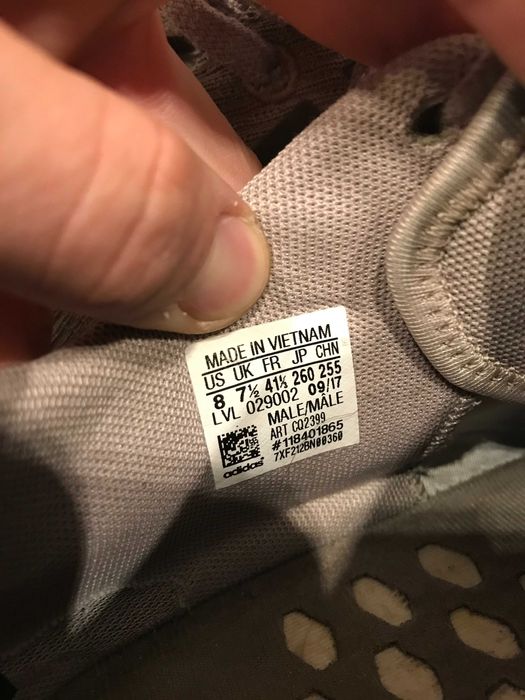 MADE IN VIETNAM
US UK FR JP CHN
8 7½ 41⅓ 260 255
LVL 029002 09/17
MALE/MÂLE
ART CQ2399
#118401865
7XF212BN00360
adidas